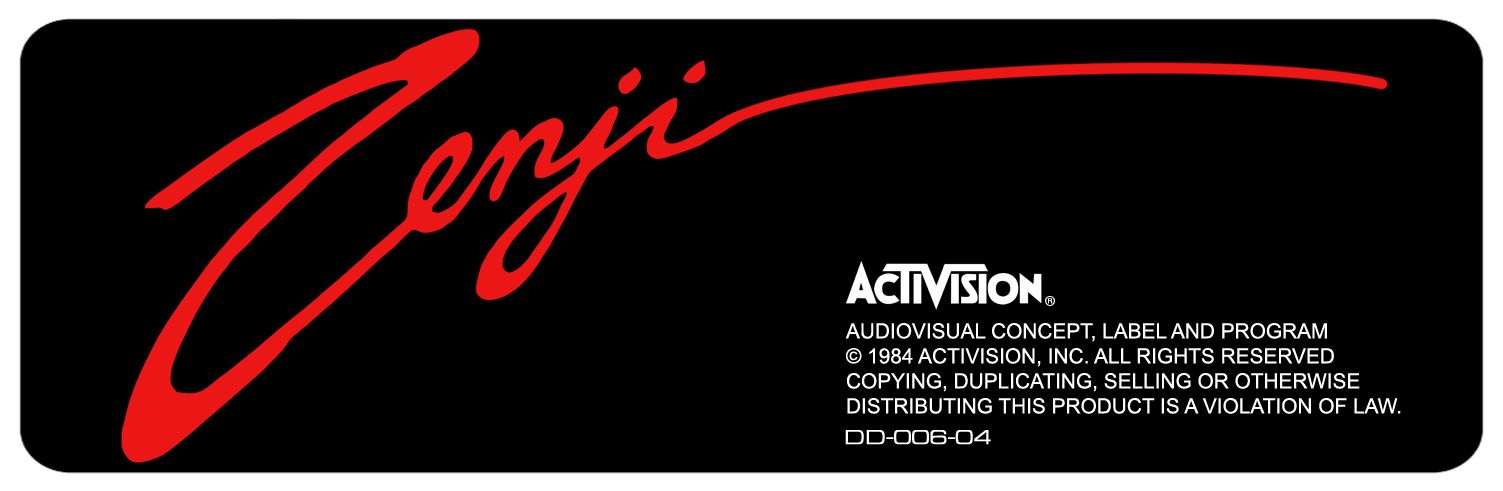 Zenji
ACTIVISION®
AUDIOVISUAL CONCEPT, LABEL AND PROGRAM
© 1984 ACTIVISION, INC. ALL RIGHTS RESERVED
COPYING, DUPLICATING, SELLING OR OTHERWISE
DISTRIBUTING THIS PRODUCT IS A VIOLATION OF LAW.
DD-006-04